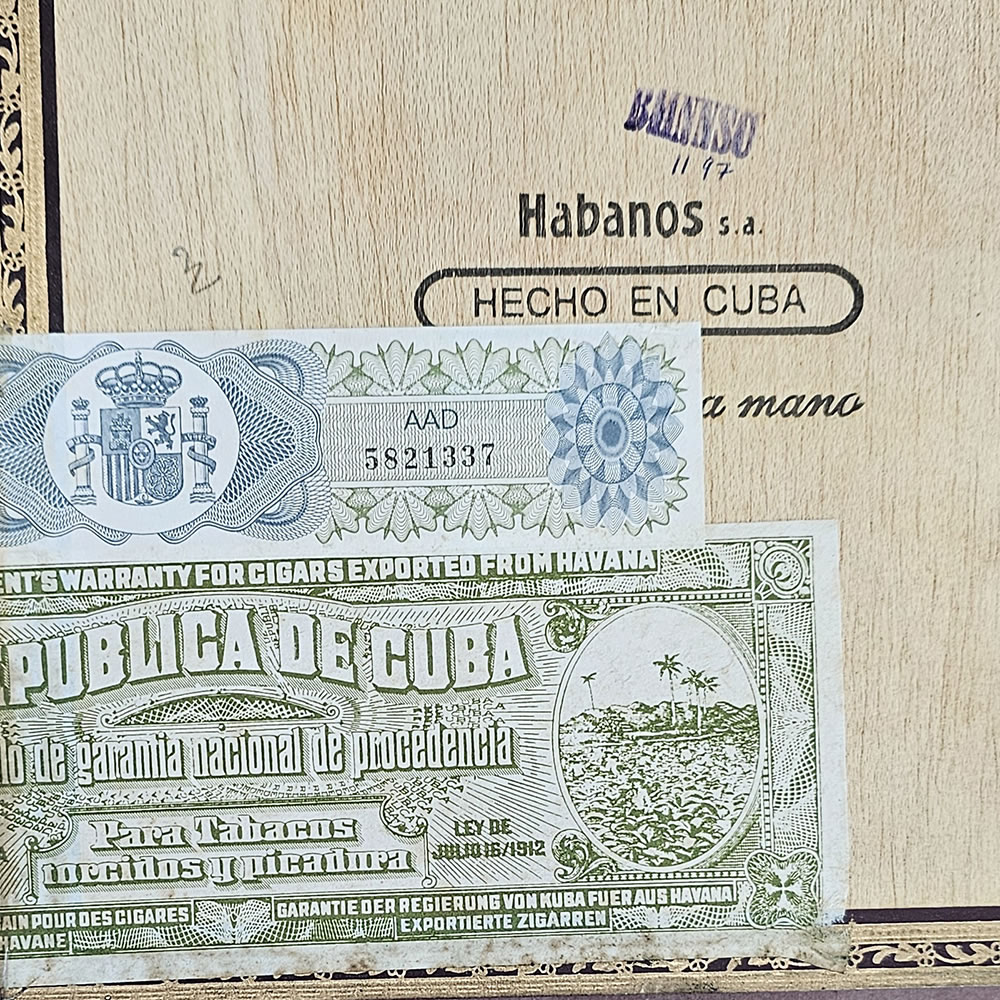 11 97
Habanos s.a.
HECHO EN CUBA
a mano
AAD
5821337
ENT'S WARRANTY FOR CIGARS EXPORTED FROM HAVANA
PUBLICA DE CUBA
de garantia nacional de procedencia
Para Tabacos
torcidos y picadura
LEY DE
JULIO 16/1912
AIN POUR DES CIGARES
HAVANE
GARANTIE DER REGIERUNG VON KUBA FUER AUS HAVANA
EXPORTIERTE ZIGARREN